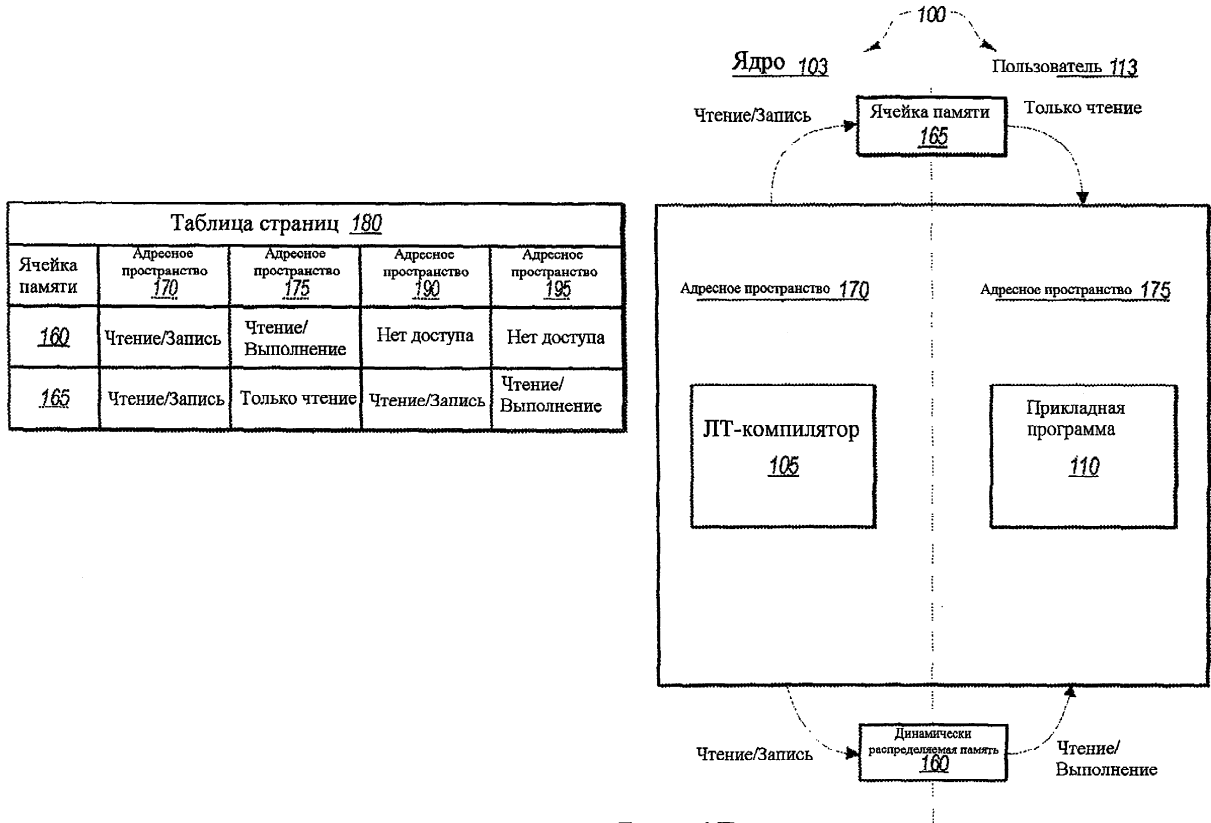 100
Ядро 103
Пользователь 113
Чтение/Запись
Ячейка памяти
165
Только чтение
Таблица страниц 180
Ячейка
памяти
Адресное
пространство
170
Адресное
пространство
175
Адресное
пространство
190
Адресное
пространство
195
160
Чтение/Запись
Чтение/
Выполнение
Нет доступа
Нет доступа
165
Чтение/Запись
Только чтение
Чтение/Запись
Чтение/
Выполнение
Адресное пространство 170
Адресное пространство 175
ЛТ-компилятор
105
Прикладная
программа
110
Чтение/Запись
Динамически
распределяемая память
160
Чтение/
Выполнение